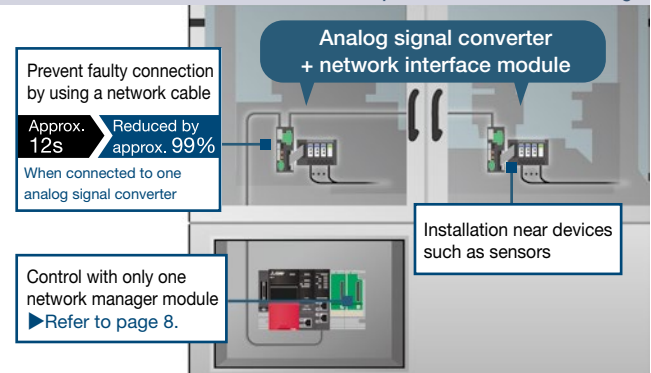 Analog signal converter
+ network interface module
Prevent faulty connection
by using a network cable
Approx.
12s
Reduced by
approx. 99%
When connected to one
analog signal converter
Installation near devices
such as sensors
Control with only one
network manager module
▶Refer to page 8.